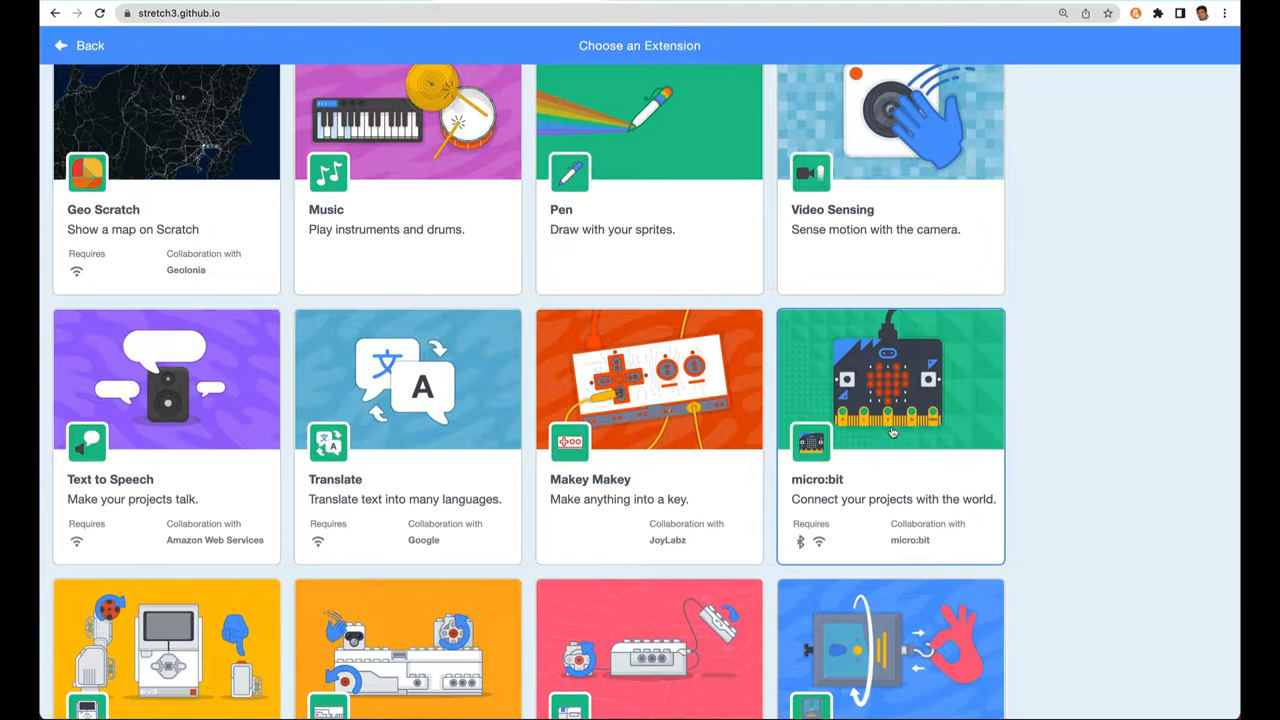 stretch3.github.io
Back
Choose an Extension
Geo Scratch
Show a map on Scratch
Requires
Collaboration with
Geolonia
Music
Play instruments and drums.
Pen
Draw with your sprites.
Video Sensing
Sense motion with the camera.
文
A
Text to Speech
Make your projects talk.
Requires
Collaboration with
Amazon Web Services
Translate
Translate text into many languages.
Requires
Collaboration with
Google
Makey Makey
Make anything into a key.
Collaboration with
JoyLabz
micro:bit
Connect your projects with the world.
Requires
Collaboration with
micro:bit
EV3